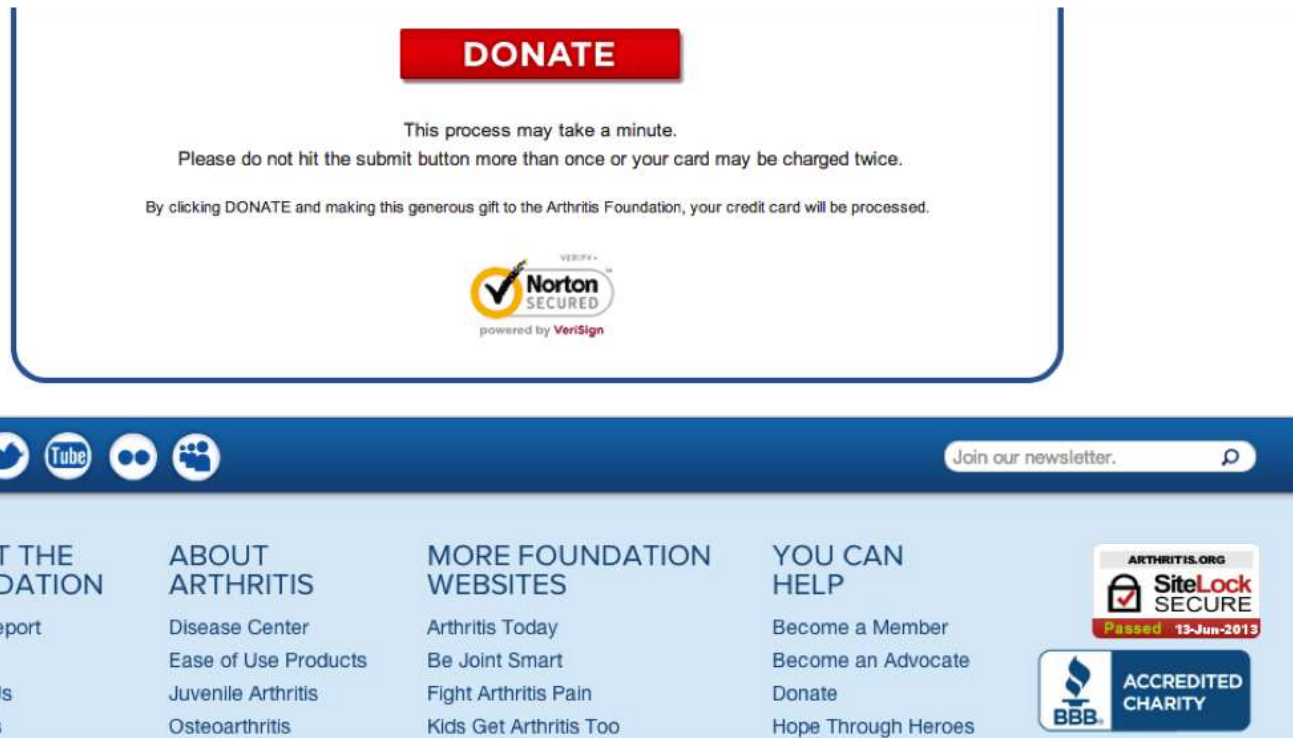 DONATE
This process may take a minute.
Please do not hit the submit button more than once or your card may be charged twice.
By clicking DONATE and making this generous gift to the Arthritis Foundation, your credit card will be processed.
VERIFY
Norton
SECURED
powered by VeriSign
Tube
Join our newsletter.
T THE
DATION
eport
Us
s
ABOUT
ARTHRITIS
Disease Center
Ease of Use Products
Juvenile Arthritis
Osteoarthritis
MORE FOUNDATION
WEBSITES
Arthritis Today
Be Joint Smart
Fight Arthritis Pain
Kids Get Arthritis Too
YOU CAN
HELP
Become a Member
Become an Advocate
Donate
Hope Through Heroes
ARTHRITIS.ORG
SiteLock
SECURE
Passed 13-Jun-2013
BBB.
ACCREDITED
CHARITY